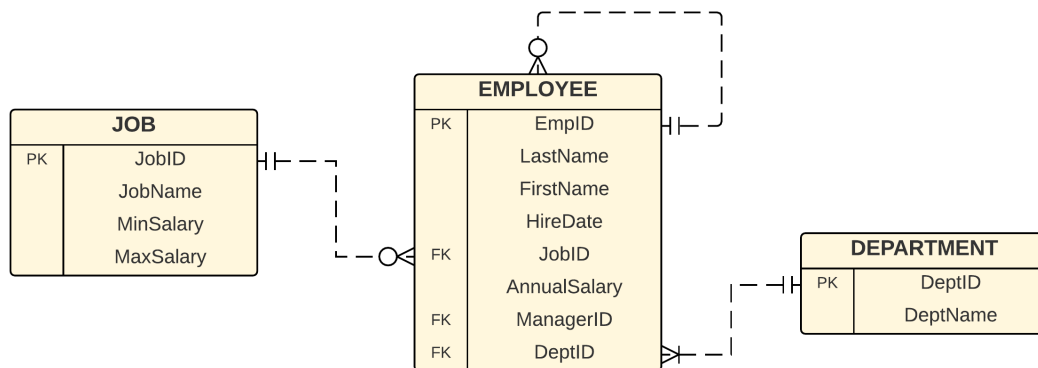 JOB
PK JobID
JobName
MinSalary
MaxSalary
EMPLOYEE
PK EmpID
LastName
FirstName
HireDate
FK JobID
AnnualSalary
FK ManagerID
FK DeptID
DEPARTMENT
PK DeptID
DeptName